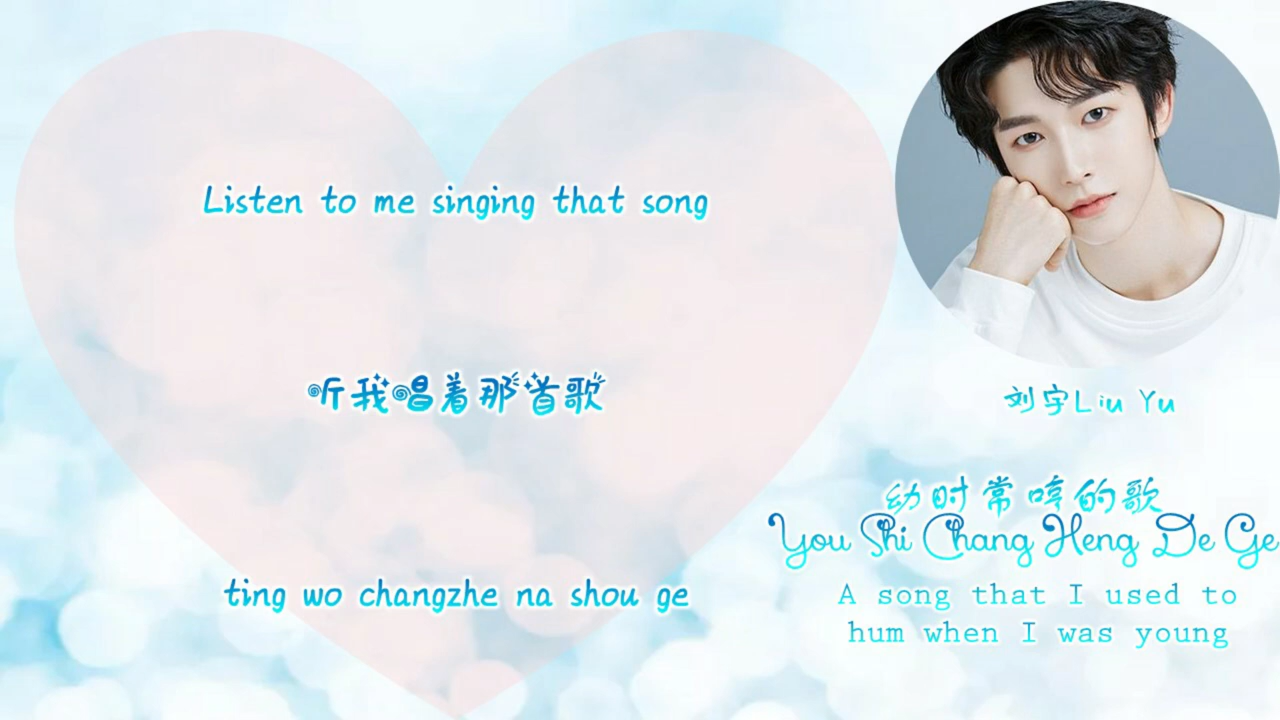 Listen to me singing that song
听我唱着那首歌
ting wo changzhe na shou ge
刘宇Liu Yu
幼时常哼的歌
You Shi Chang Heng De Ge
A song that I used to
hum when I was young